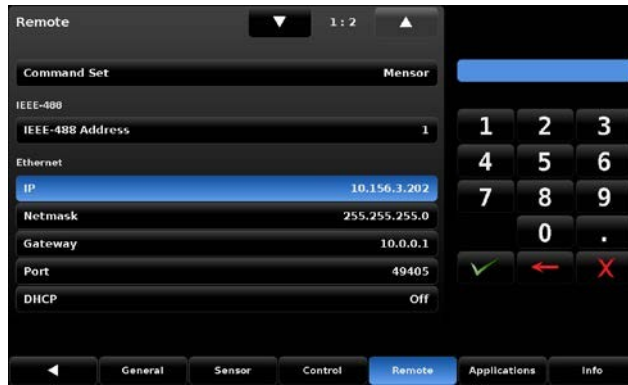 Remote 1 : 2
Command Set Mensor
IEEE-488
IEEE-488 Address 1
Ethernet
IP 10.156.3.202
Netmask 255.255.255.0
Gateway 10.0.0.1
Port 49405
DHCP Off
1 2 3
4 5 6
7 8 9
0 .
General Sensor Control Remote Applications Info